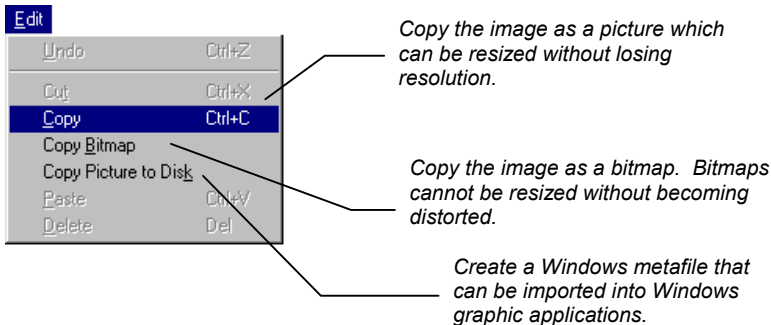 Edit
Undo Ctrl+Z
Cut Ctrl+X
Copy Ctrl+C
Copy Bitmap
Copy Picture to Disk
Paste Ctrl+V
Delete Del
Copy the image as a picture which
can be resized without losing
resolution.
Copy the image as a bitmap. Bitmaps
cannot be resized without becoming
distorted.
Create a Windows metafile that
can be imported into Windows
graphic applications.